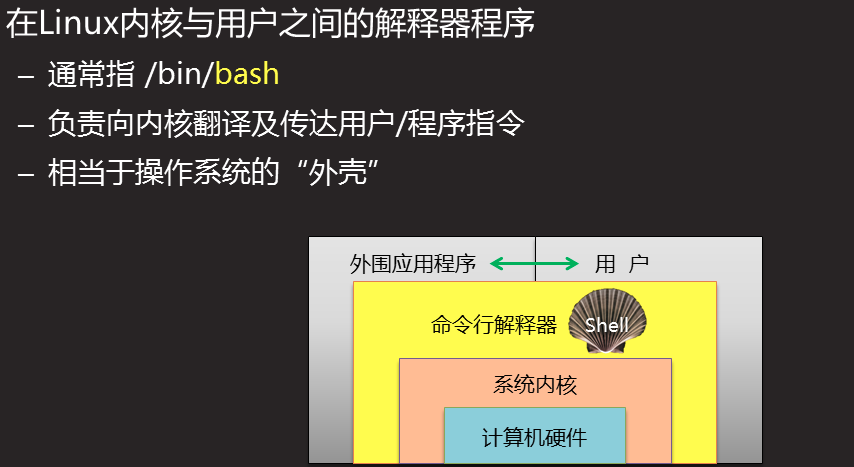 在Linux内核与用户之间的解释器程序
– 通常指 /bin/bash
– 负责向内核翻译及传达用户/程序指令
– 相当于操作系统的“外壳”
外围应用程序 用 户
命令行解释器 Shell
系统内核
计算机硬件